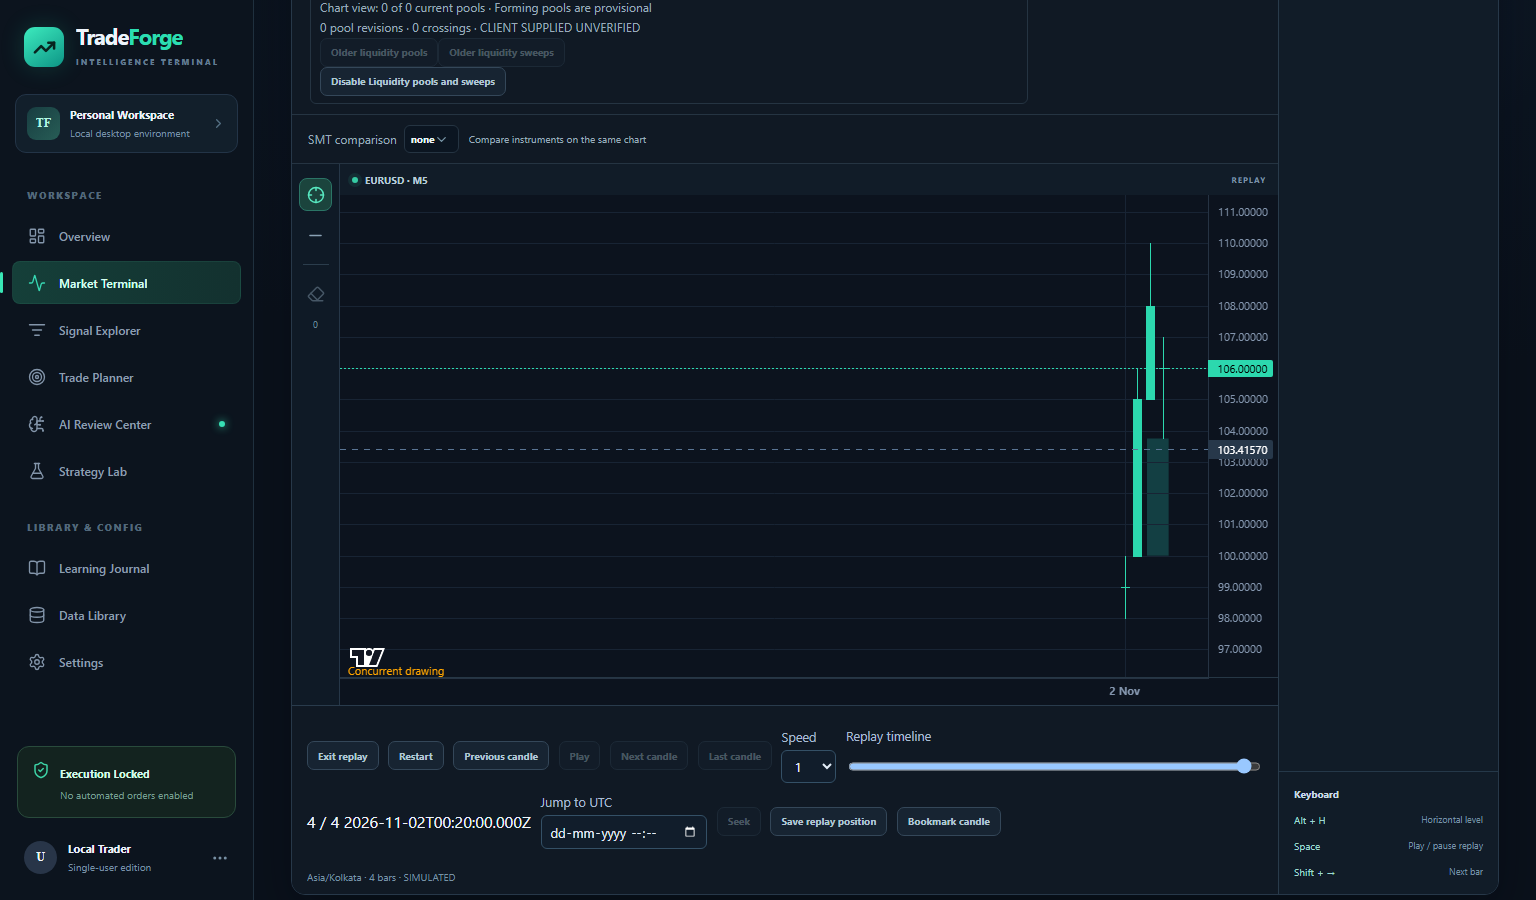 TradeForge
INTELLIGENCE TERMINAL
TF
Personal Workspace
Local desktop environment
WORKSPACE
Overview
Market Terminal
Signal Explorer
Trade Planner
AI Review Center
Strategy Lab
LIBRARY & CONFIG
Learning Journal
Data Library
Settings
Execution Locked
No automated orders enabled
U
Local Trader
Single-user edition
Chart view: 0 of 0 current pools · Forming pools are provisional
0 pool revisions · 0 crossings · CLIENT SUPPLIED UNVERIFIED
Older liquidity pools Older liquidity sweeps
Disable Liquidity pools and sweeps
SMT comparison none Compare instruments on the same chart
EURUSD · M5 REPLAY
0
111.00000
110.00000
109.00000
108.00000
107.00000
106.00000
105.00000
104.00000
103.41570
103.00000
102.00000
101.00000
100.00000
99.00000
98.00000
97.00000
Concurrent drawing
2 Nov
Exit replay Restart Previous candle Play Next candle Last candle
Speed
1
Replay timeline
4 / 4 2026-11-02T00:20:00.000Z
Jump to UTC
dd-mm-yyyy --:--
Seek Save replay position Bookmark candle
Asia/Kolkata · 4 bars · SIMULATED
Keyboard
Alt + H Horizontal level
Space Play / pause replay
Shift + → Next bar